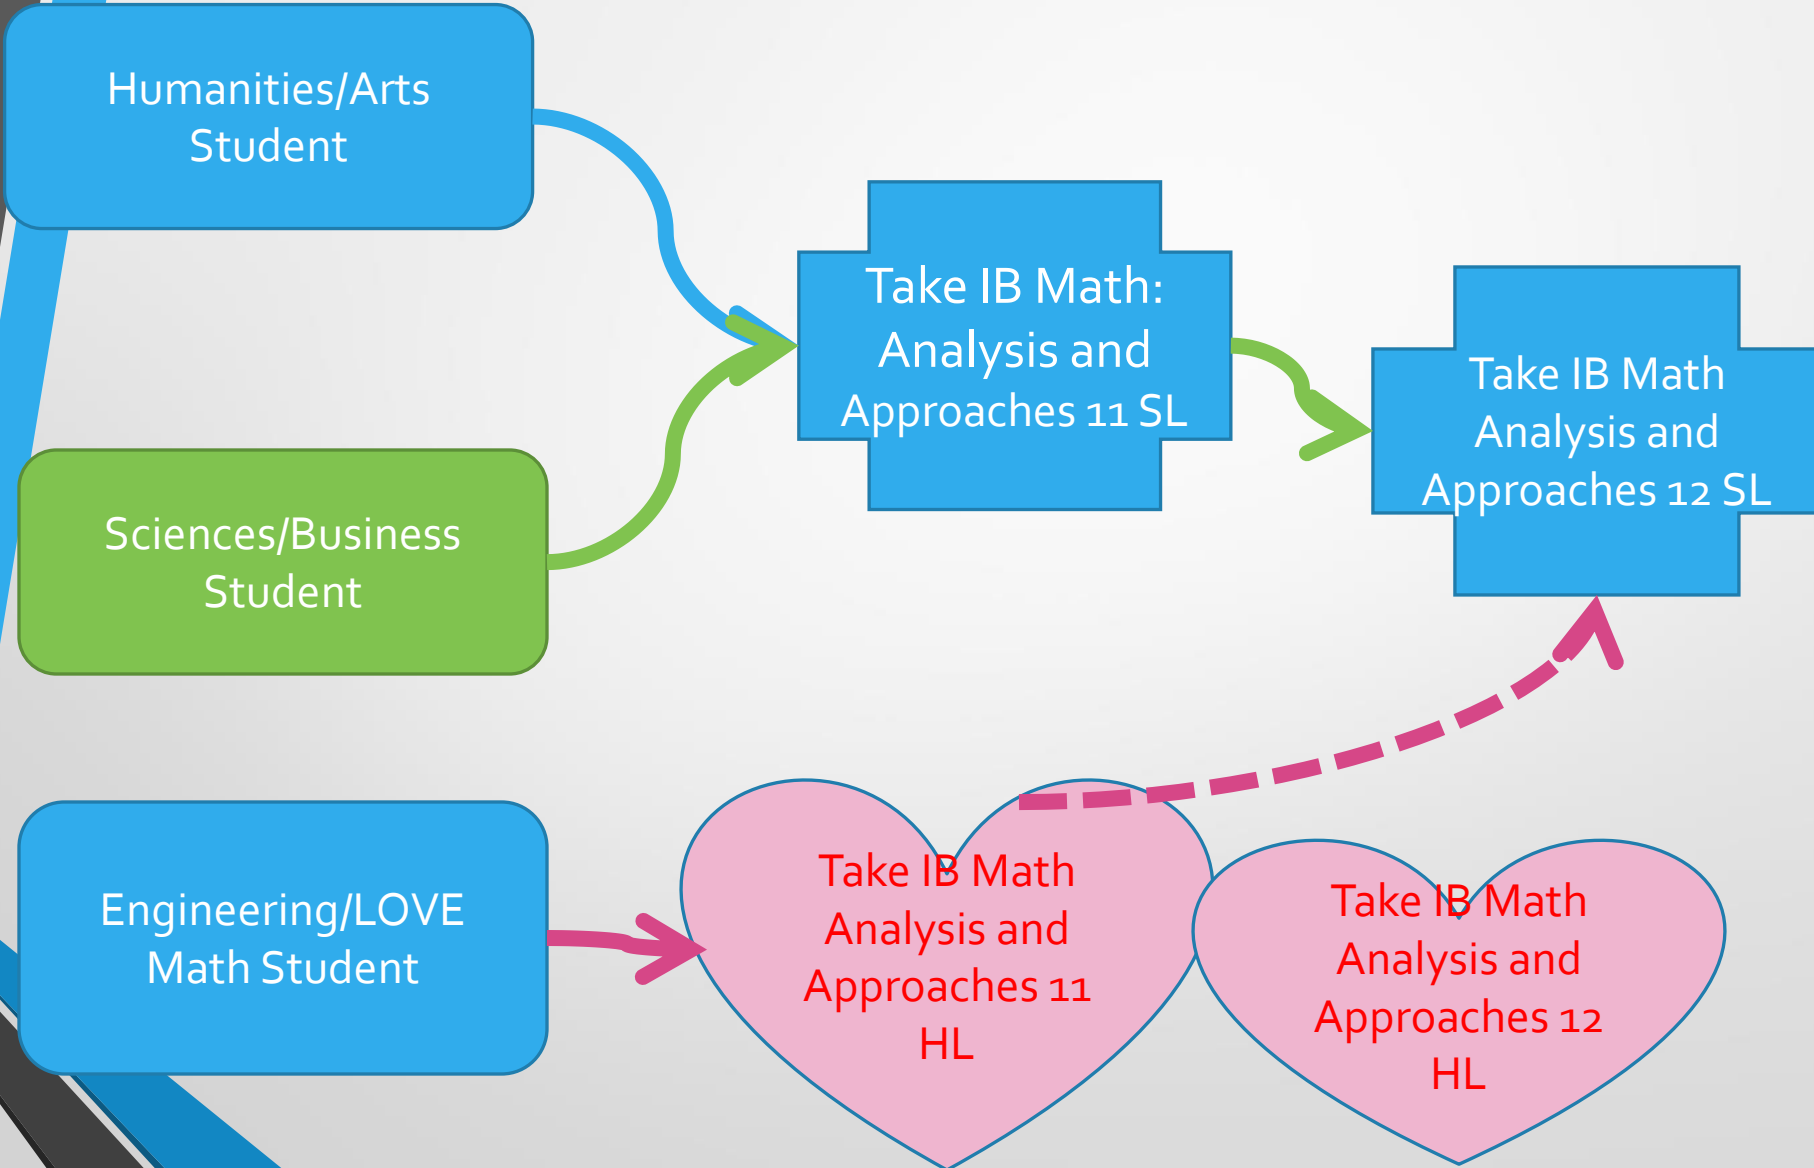 Humanities/Arts
Student
Take IB Math:
Analysis and
Approaches 11 SL
Take IB Math
Analysis and
Approaches 12 SL
Sciences/Business
Student
Engineering/LOVE
Math Student
Take IB Math
Analysis and
Approaches 11
HL
Take IB Math
Analysis and
Approaches 12
HL